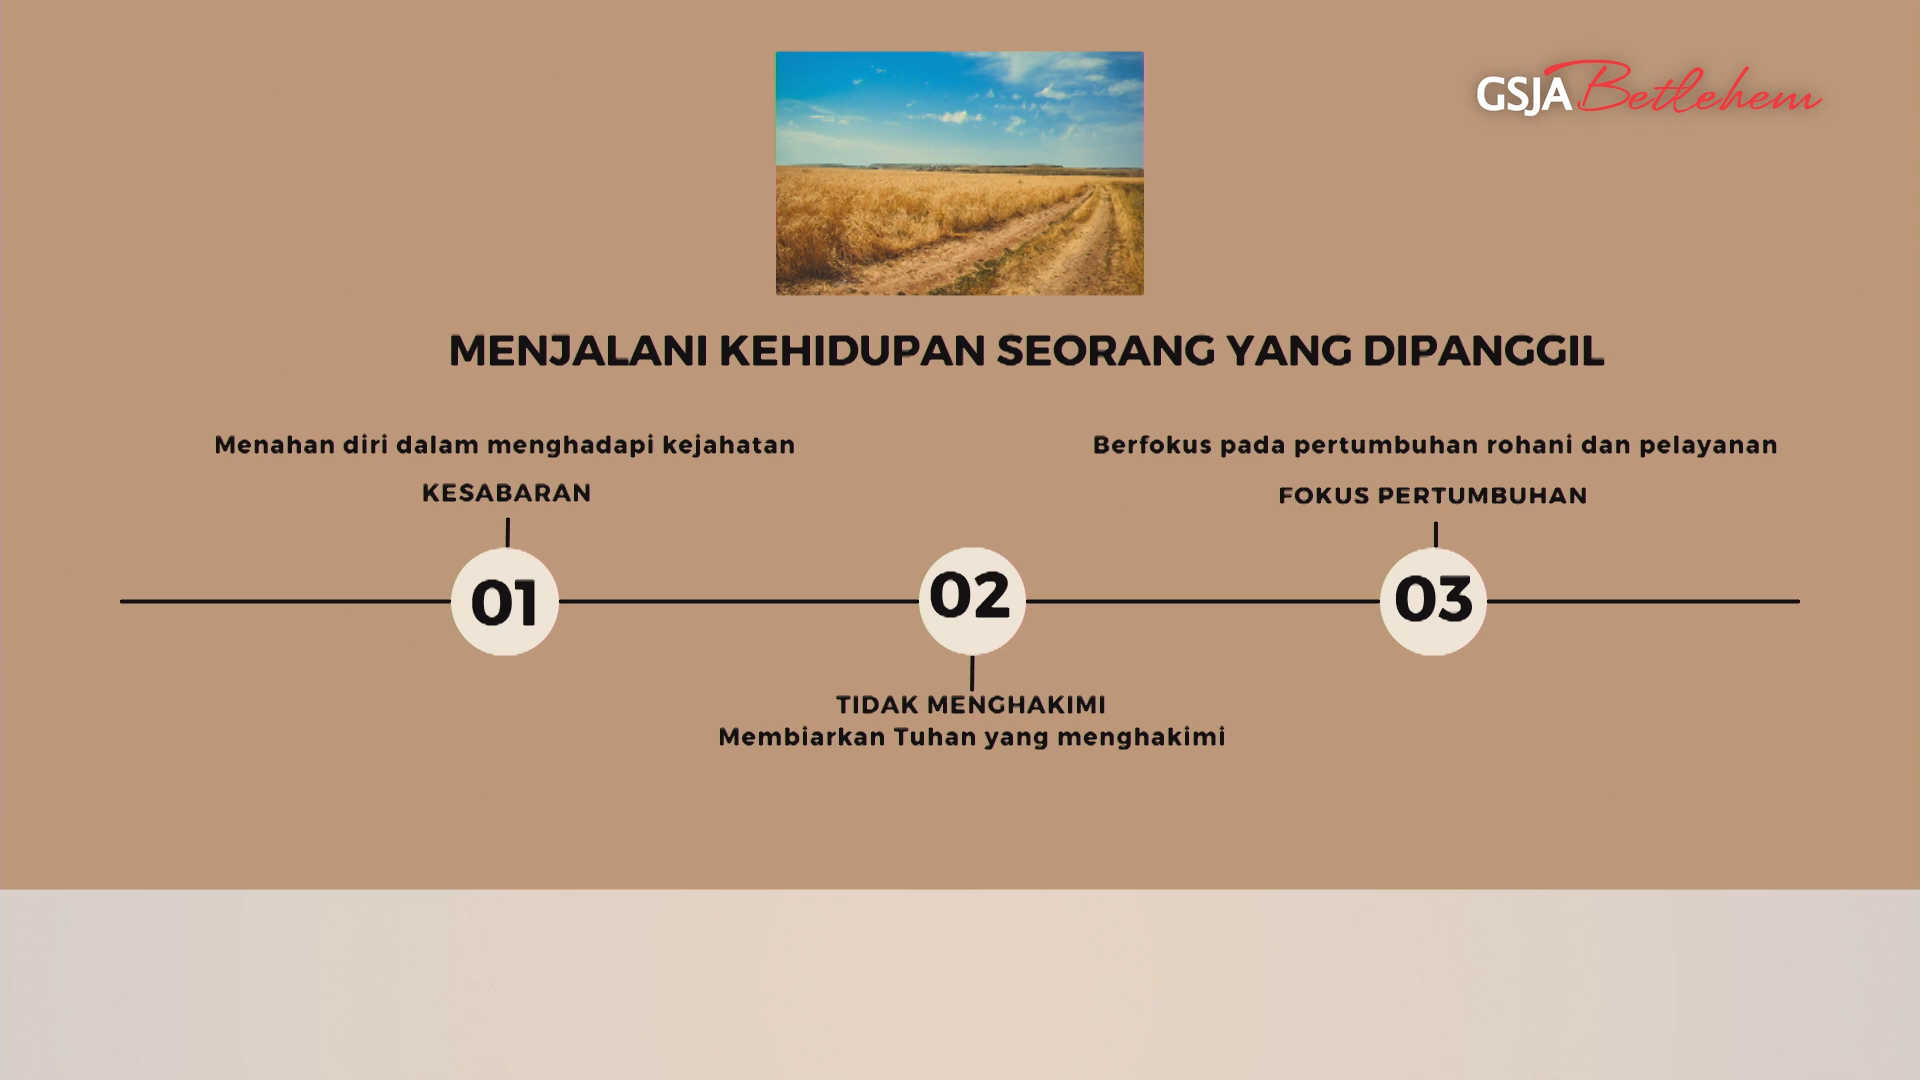 GSJA Betlehem
MENJALANI KEHIDUPAN SEORANG YANG DIPANGGIL
Menahan diri dalam menghadapi kejahatan
KESABARAN
01
02
TIDAK MENGHAKIMI
Membiarkan Tuhan yang menghakimi
Berfokus pada pertumbuhan rohani dan pelayanan
FOKUS PERTUMBUHAN
03